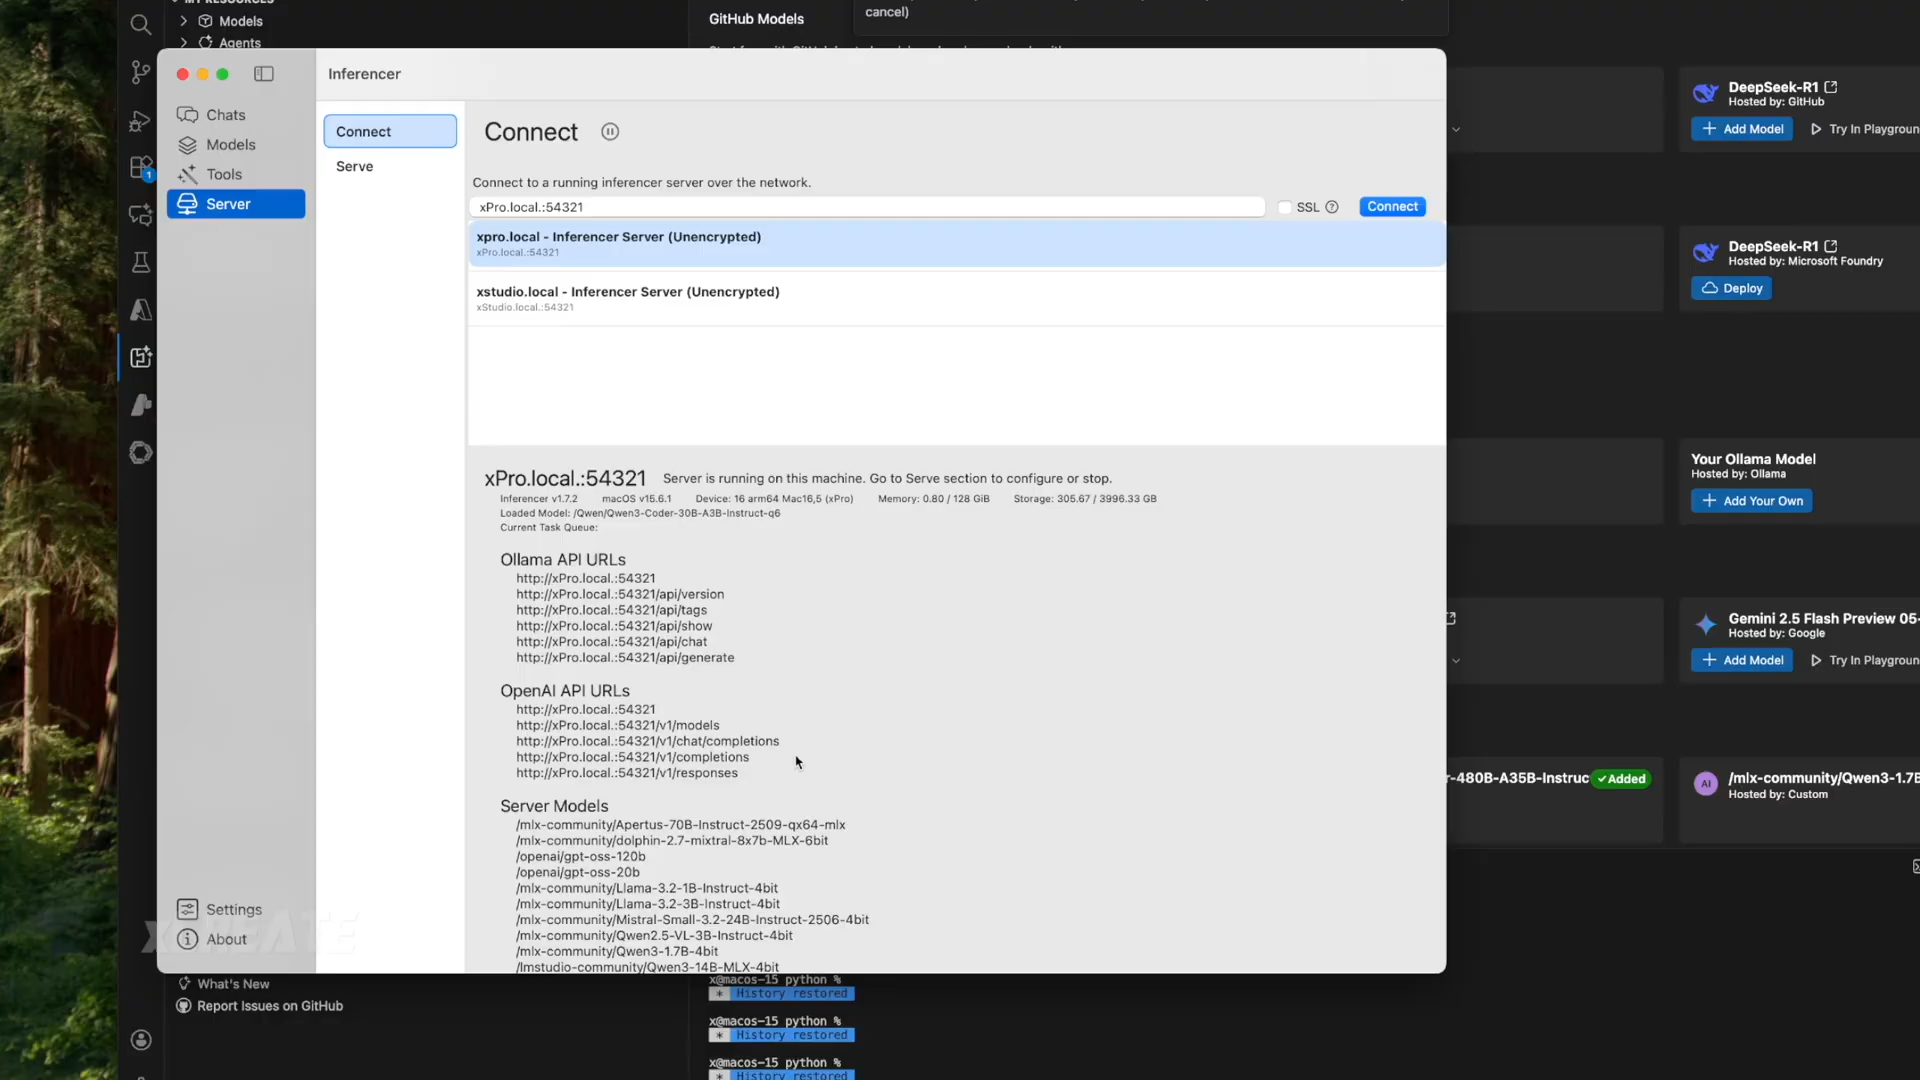 MY RESOURCES
Models
Agents
GitHub Models
cancel)
Inferencer
Chats
Models
Tools
Server
Connect
Serve
Connect
Connect to a running inferencer server over the network.
xPro.local.:54321
SSL
Connect
xpro.local - Inferencer Server (Unencrypted)
xPro.local.:54321
xstudio.local - Inferencer Server (Unencrypted)
xStudio.local.:54321
xPro.local.:54321 Server is running on this machine. Go to Serve section to configure or stop.
Inferencer v1.7.2 macOS v15.6.1 Device: 16 arm64 Mac16,5 (xPro) Memory: 0.80 / 128 GiB Storage: 305.67 / 3996.33 GB
Loaded Model: /Qwen/Qwen3-Coder-30B-A3B-Instruct-q6
Current Task Queue:
Ollama API URLs
http://xPro.local.:54321
http://xPro.local.:54321/api/version
http://xPro.local.:54321/api/tags
http://xPro.local.:54321/api/show
http://xPro.local.:54321/api/chat
http://xPro.local.:54321/api/generate
OpenAI API URLs
http://xPro.local.:54321
http://xPro.local.:54321/v1/models
http://xPro.local.:54321/v1/chat/completions
http://xPro.local.:54321/v1/completions
http://xPro.local.:54321/v1/responses
Server Models
/mlx-community/Apertus-70B-Instruct-2509-qx64-mlx
/mlx-community/dolphin-2.7-mixtral-8x7b-MLX-6bit
/openai/gpt-oss-120b
/openai/gpt-oss-20b
/mlx-community/Llama-3.2-1B-Instruct-4bit
/mlx-community/Llama-3.2-3B-Instruct-4bit
/mlx-community/Mistral-Small-3.2-24B-Instruct-2506-4bit
/mlx-community/Qwen2.5-VL-3B-Instruct-4bit
/mlx-community/Qwen3-1.7B-4bit
/lmstudio-community/Qwen3-14B-MLX-4bit
Settings
About
xCREATE
What's New
Report Issues on GitHub
x@macos-15 python %
* History restored
x@macos-15 python %
* History restored
x@macos-15 python %
* History restored
DeepSeek-R1
Hosted by: GitHub
Add Model
Try In Playgroun
DeepSeek-R1
Hosted by: Microsoft Foundry
Deploy
Your Ollama Model
Hosted by: Ollama
Add Your Own
Gemini 2.5 Flash Preview 05-
Hosted by: Google
Add Model
Try In Playgroun
r-480B-A35B-Instruc Added
AI
/mlx-community/Qwen3-1.7B
Hosted by: Custom
1